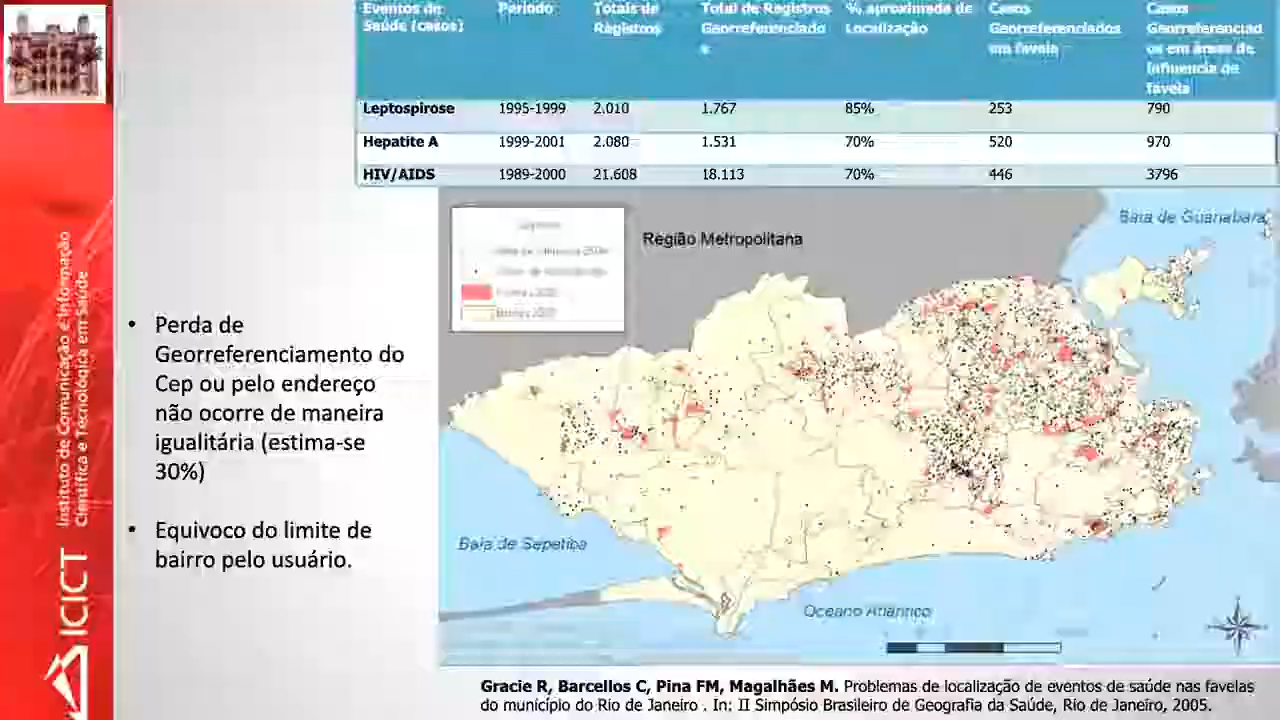 Eventos de Saúde (casos)
Período
Totais de Registros
Total de Registros Georreferenciados
% aproximada de Localização
Casos Georreferenciados em favela
Casos Georreferenciados em áreas de influencia de favela
Leptospirose 1995-1999 2.010 1.767 85% 253 790
Hepatite A 1999-2001 2.080 1.531 70% 520 970
HIV/AIDS 1989-2000 21.608 18.113 70% 446 3796
Baía de Guanabara
Região Metropolitana
• Perda de
Georreferenciamento do
Cep ou pelo endereço
não ocorre de maneira
igualitária (estima-se
30%)
• Equivoco do limite de
bairro pelo usuário.
Baía de Sepetiba
Oceano Atlântico
Instituto de Comunicação e Informação
Científica e Tecnológica em Saúde
ICICT
Gracie R, Barcellos C, Pina FM, Magalhães M. Problemas de localização de eventos de saúde nas favelas
do município do Rio de Janeiro . In: II Simpósio Brasileiro de Geografia da Saúde, Rio de Janeiro, 2005.